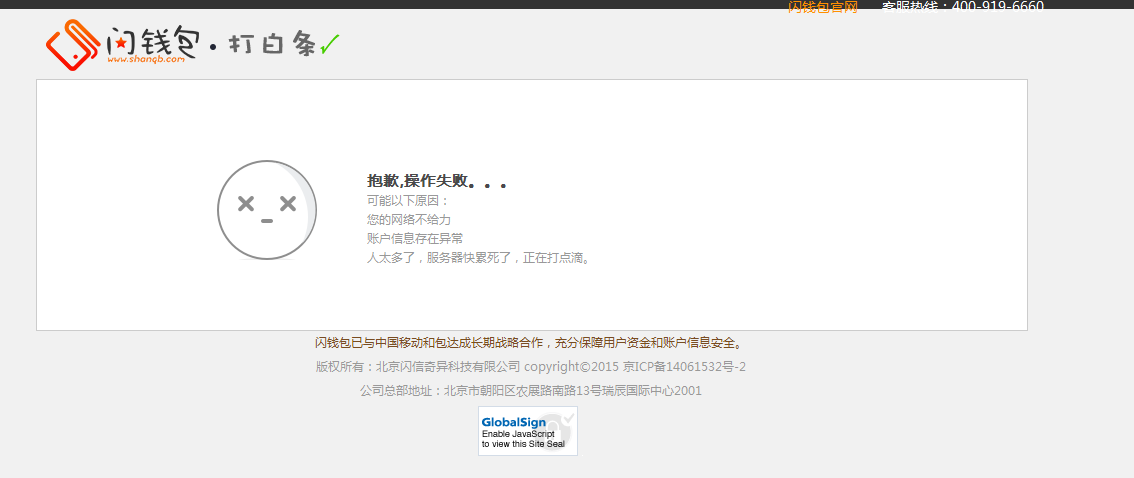 闪钱包官网 客服热线：400-919-6660
闪钱包·打白条
www.shanqb.com
抱歉,操作失败。。。
可能以下原因：
您的网络不给力
账户信息存在异常
人太多了，服务器快累死了，正在打点滴。
闪钱包已与中国移动和包达成长期战略合作，充分保障用户资金和账户信息安全。
版权所有：北京闪信奇异科技有限公司 copyright©2015 京ICP备14061532号-2
公司总部地址：北京市朝阳区农展路南路13号瑞辰国际中心2001
GlobalSign
Enable JavaScript
to view this Site Seal